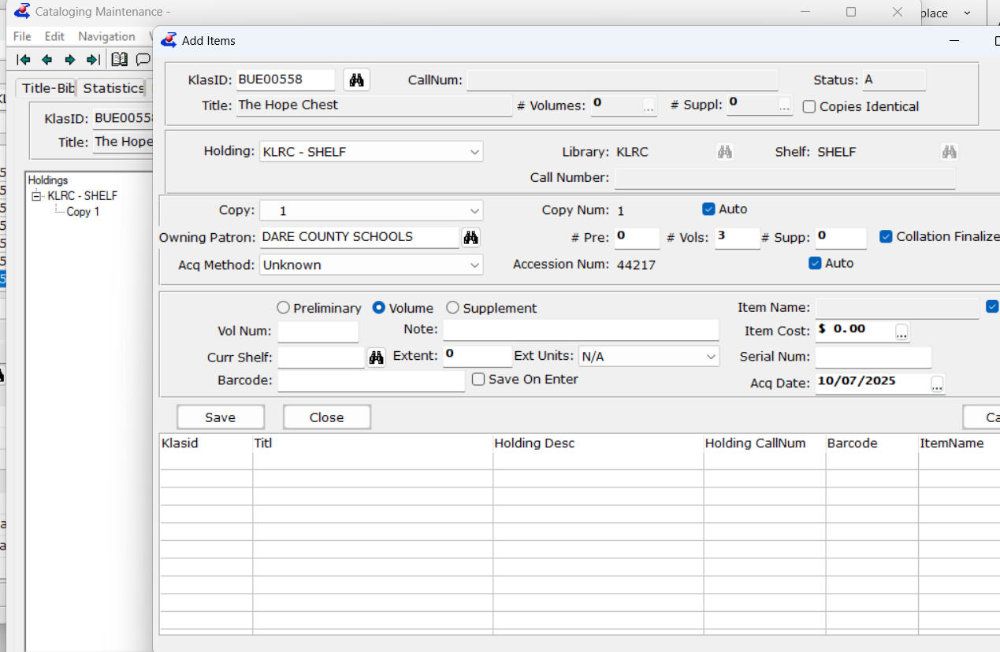 Cataloging Maintenance -
place
File Edit Navigation
Add Items
Title-Bib Statistics
KlasID: BUE0055
Title: The Hope
Holdings
KLRC - SHELF
Copy 1
KlasID: BUE00558 CallNum: Status: A
Title: The Hope Chest # Volumes: 0 ... # Suppl: 0 ... Copies Identical
Holding: KLRC - SHELF Library: KLRC Shelf: SHELF
Call Number:
Copy: 1 Copy Num: 1 Auto
Owning Patron: DARE COUNTY SCHOOLS # Pre: 0 # Vols: 3 # Supp: 0 Collation Finalize
Acq Method: Unknown Accession Num: 44217 Auto
Preliminary Volume Supplement Item Name:
Vol Num: Note: Item Cost: $ 0.00 ...
Curr Shelf: Extent: 0 Ext Units: N/A Serial Num:
Barcode: Save On Enter Acq Date: 10/07/2025 ...
Save Close Ca
Klasid Titl Holding Desc Holding CallNum Barcode ItemName